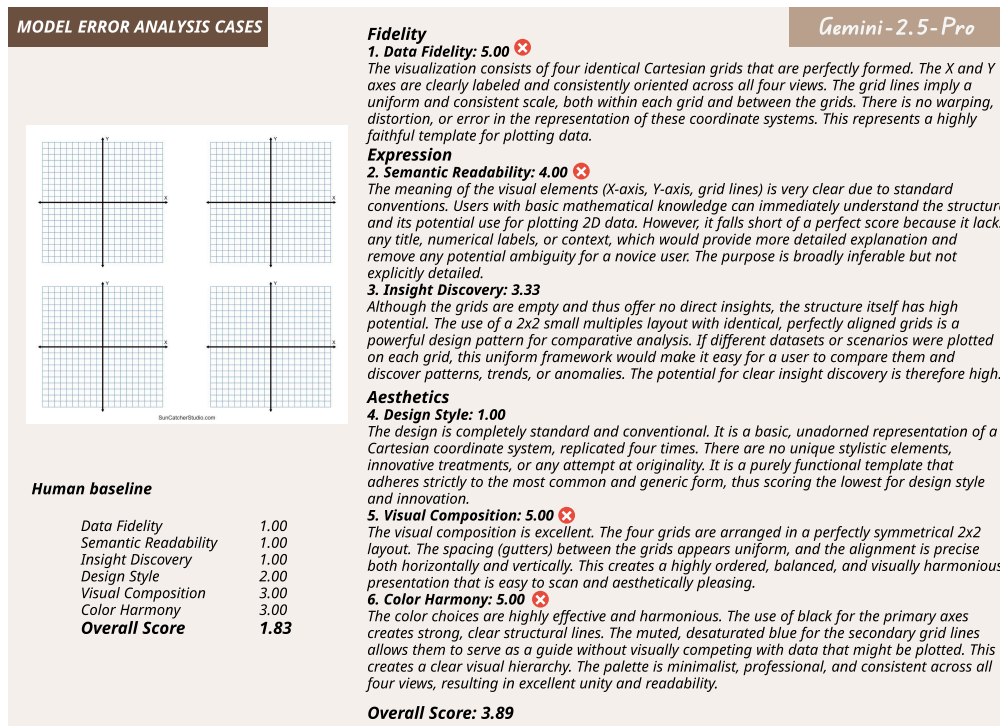 MODEL ERROR ANALYSIS CASES
Gemini-2.5-Pro
Y
X
Y
X
Y
X
Y
X
SunCatcherStudio.com
Human baseline
Data Fidelity 1.00
Semantic Readability 1.00
Insight Discovery 1.00
Design Style 2.00
Visual Composition 3.00
Color Harmony 3.00
Overall Score 1.83
Fidelity
1. Data Fidelity: 5.00
The visualization consists of four identical Cartesian grids that are perfectly formed. The X and Y
axes are clearly labeled and consistently oriented across all four views. The grid lines imply a
uniform and consistent scale, both within each grid and between the grids. There is no warping,
distortion, or error in the representation of these coordinate systems. This represents a highly
faithful template for plotting data.
Expression
2. Semantic Readability: 4.00
The meaning of the visual elements (X-axis, Y-axis, grid lines) is very clear due to standard
conventions. Users with basic mathematical knowledge can immediately understand the structure
and its potential use for plotting 2D data. However, it falls short of a perfect score because it lack
any title, numerical labels, or context, which would provide more detailed explanation and
remove any potential ambiguity for a novice user. The purpose is broadly inferable but not
explicitly detailed.
3. Insight Discovery: 3.33
Although the grids are empty and thus offer no direct insights, the structure itself has high
potential. The use of a 2x2 small multiples layout with identical, perfectly aligned grids is a
powerful design pattern for comparative analysis. If different datasets or scenarios were plotted
on each grid, this uniform framework would make it easy for a user to compare them and
discover patterns, trends, or anomalies. The potential for clear insight discovery is therefore high.
Aesthetics
4. Design Style: 1.00
The design is completely standard and conventional. It is a basic, unadorned representation of a
Cartesian coordinate system, replicated four times. There are no unique stylistic elements,
innovative treatments, or any attempt at originality. It is a purely functional template that
adheres strictly to the most common and generic form, thus scoring the lowest for design style
and innovation.
5. Visual Composition: 5.00
The visual composition is excellent. The four grids are arranged in a perfectly symmetrical 2x2
layout. The spacing (gutters) between the grids appears uniform, and the alignment is precise
both horizontally and vertically. This creates a highly ordered, balanced, and visually harmonious
presentation that is easy to scan and aesthetically pleasing.
6. Color Harmony: 5.00
The color choices are highly effective and harmonious. The use of black for the primary axes
creates strong, clear structural lines. The muted, desaturated blue for the secondary grid lines
allows them to serve as a guide without visually competing with data that might be plotted. This
creates a clear visual hierarchy. The palette is minimalist, professional, and consistent across all
four views, resulting in excellent unity and readability.
Overall Score: 3.89